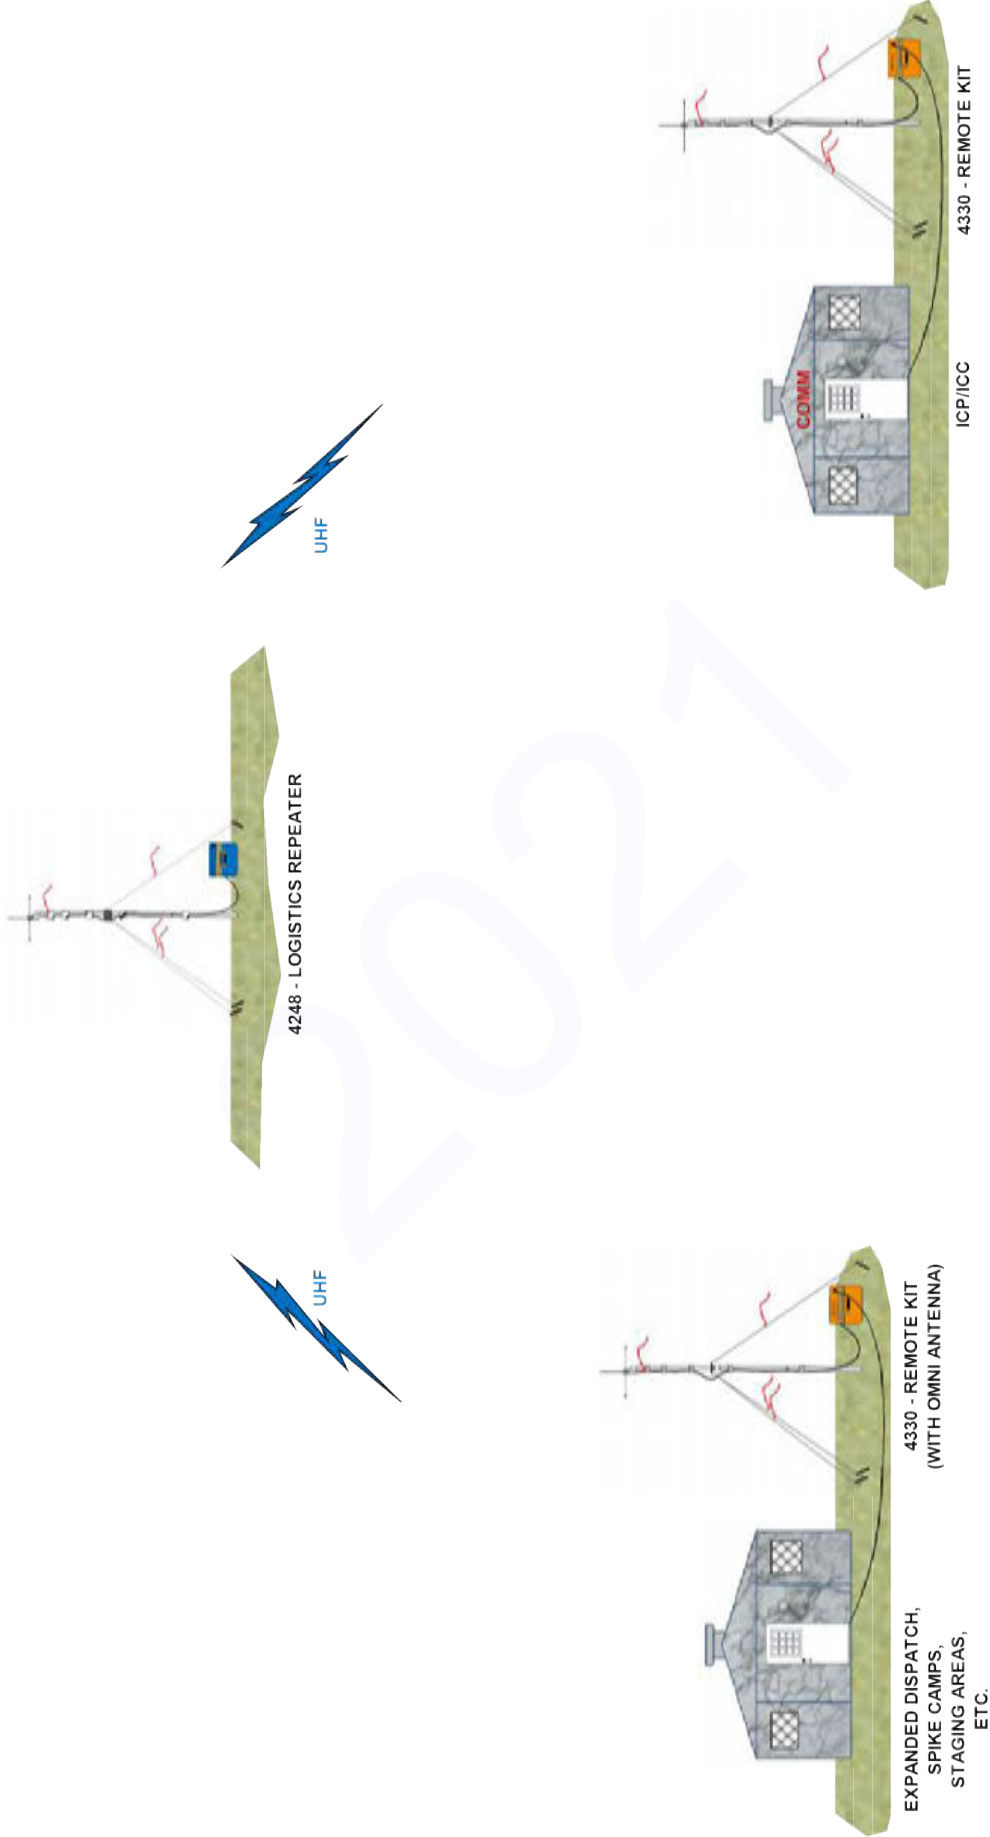 4248 - LOGISTICS REPEATER
UHF
UHF
EXPANDED DISPATCH,
SPIKE CAMPS,
STAGING AREAS,
ETC.
4330 - REMOTE KIT
(WITH OMNI ANTENNA)
COMM
ICP/ICC
4330 - REMOTE KIT
2021